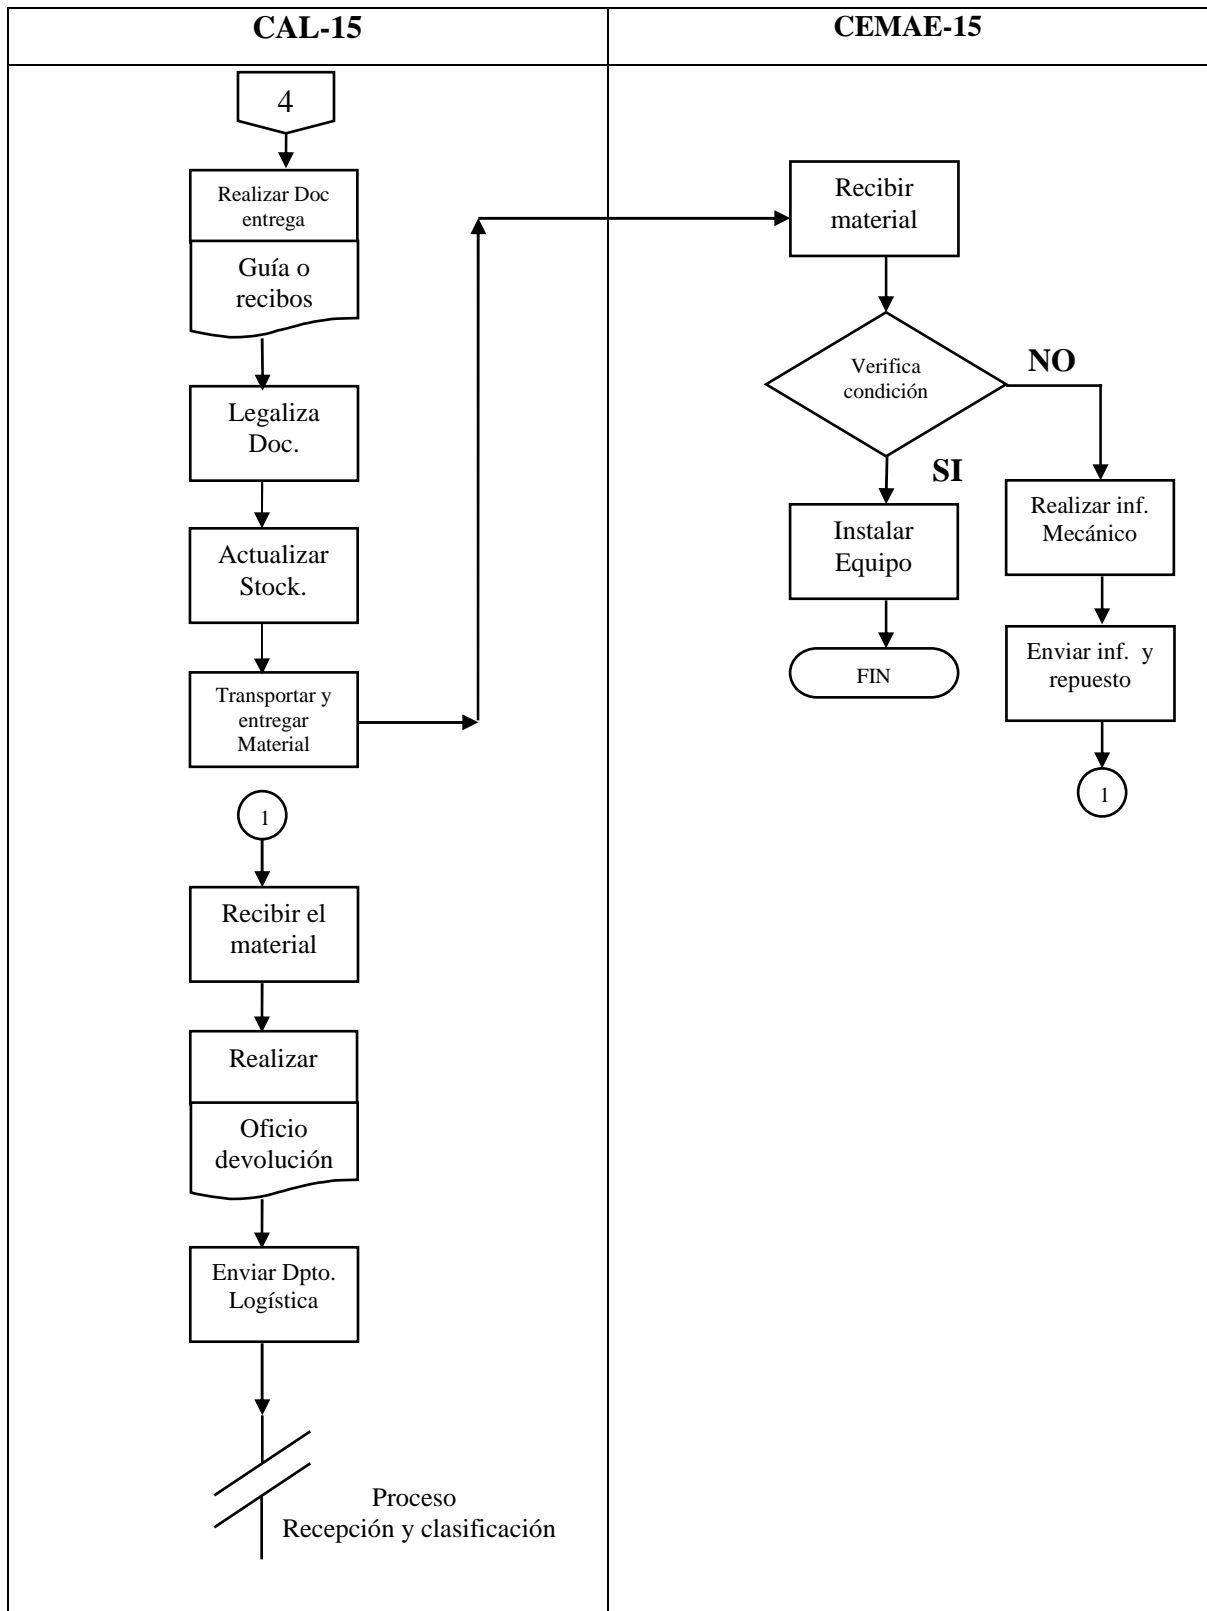 CAL-15
CEMAE-15
4
Realizar Doc
entrega
Guía o
recibos
Legaliza
Doc.
Actualizar
Stock.
Transportar y
entregar
Material
1
Recibir el
material
Realizar
Oficio
devolución
Enviar Dpto.
Logística
Proceso
Recepción y clasificación
Recibir
material
Verifica
condición
NO
SI
Instalar
Equipo
FIN
Realizar inf.
Mecánico
Enviar inf. y
repuesto
1